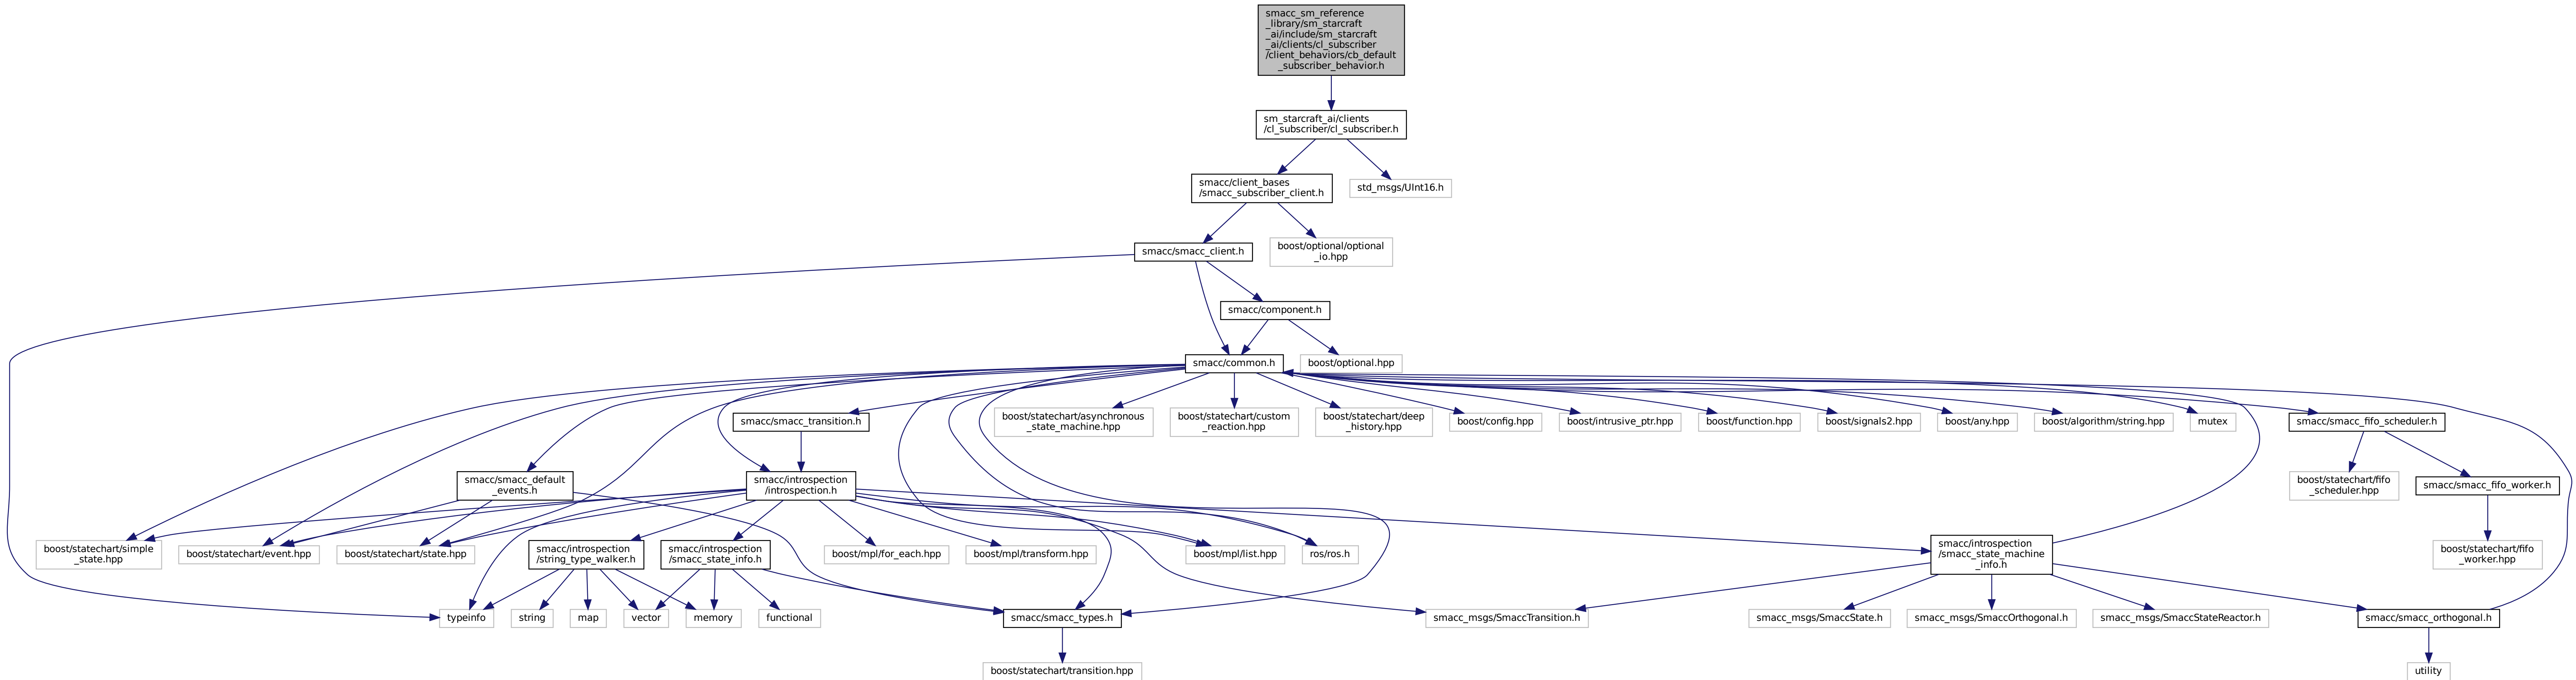 smacc_sm_reference
_library/sm_starcraft
_ai/include/sm_starcraft
_ai/clients/cl_subscriber
/client_behaviors/cb_default
_subscriber_behavior.h
sm_starcraft_ai/clients
/cl_subscriber/cl_subscriber.h
smacc/client_bases
/smacc_subscriber_client.h
std_msgs/UInt16.h
smacc/smacc_client.h
boost/optional/optional
_io.hpp
smacc/component.h
smacc/common.h
boost/optional.hpp
smacc/smacc_transition.h
boost/statechart/asynchronous
_state_machine.hpp
boost/statechart/custom
_reaction.hpp
boost/statechart/deep
_history.hpp
boost/config.hpp
boost/intrusive_ptr.hpp
boost/function.hpp
boost/signals2.hpp
boost/any.hpp
boost/algorithm/string.hpp
mutex
smacc/smacc_fifo_scheduler.h
smacc/smacc_default
_events.h
smacc/introspection
/introspection.h
boost/statechart/fifo
_scheduler.hpp
smacc/smacc_fifo_worker.h
boost/statechart/simple
_state.hpp
boost/statechart/event.hpp
boost/statechart/state.hpp
smacc/introspection
/string_type_walker.h
smacc/introspection
/smacc_state_info.h
boost/mpl/for_each.hpp
boost/mpl/transform.hpp
boost/mpl/list.hpp
ros/ros.h
smacc/introspection
/smacc_state_machine
_info.h
boost/statechart/fifo
_worker.hpp
typeinfo
string
map
vector
memory
functional
smacc/smacc_types.h
smacc_msgs/SmaccTransition.h
smacc_msgs/SmaccState.h
smacc_msgs/SmaccOrthogonal.h
smacc_msgs/SmaccStateReactor.h
smacc/smacc_orthogonal.h
boost/statechart/transition.hpp
utility